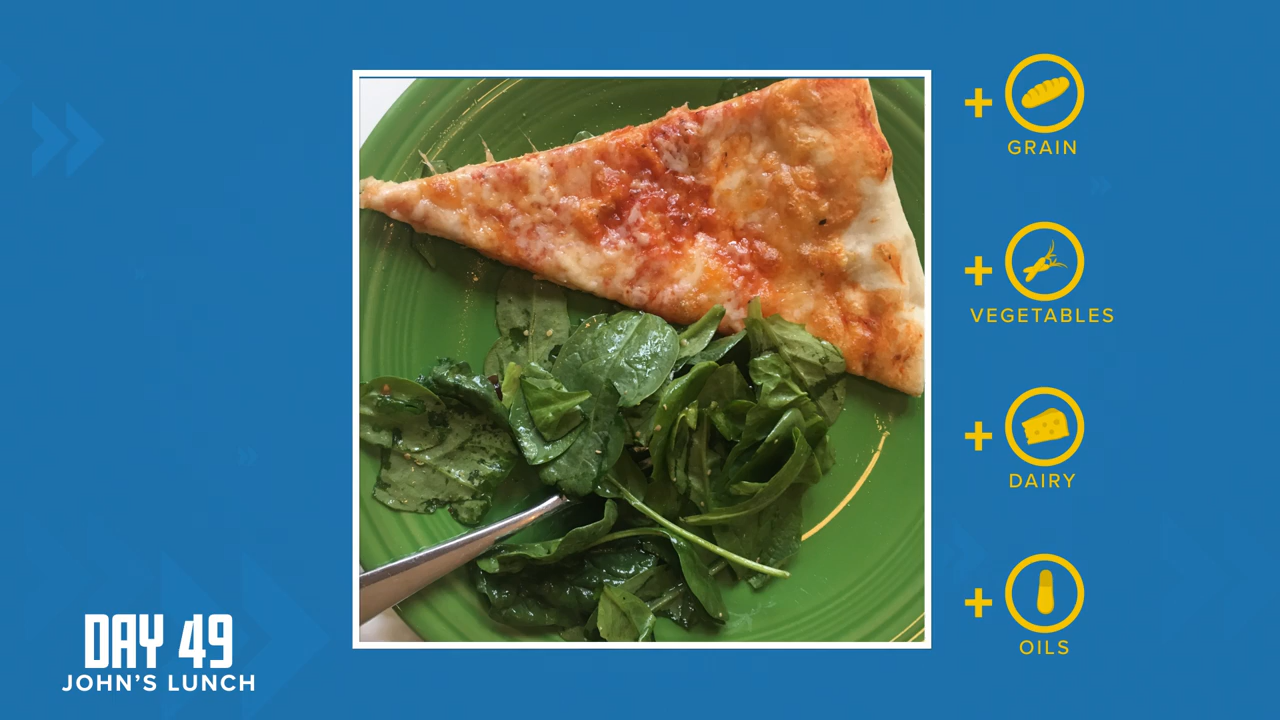 + GRAIN
+ VEGETABLES
+ DAIRY
+ OILS
DAY 49
JOHN'S LUNCH